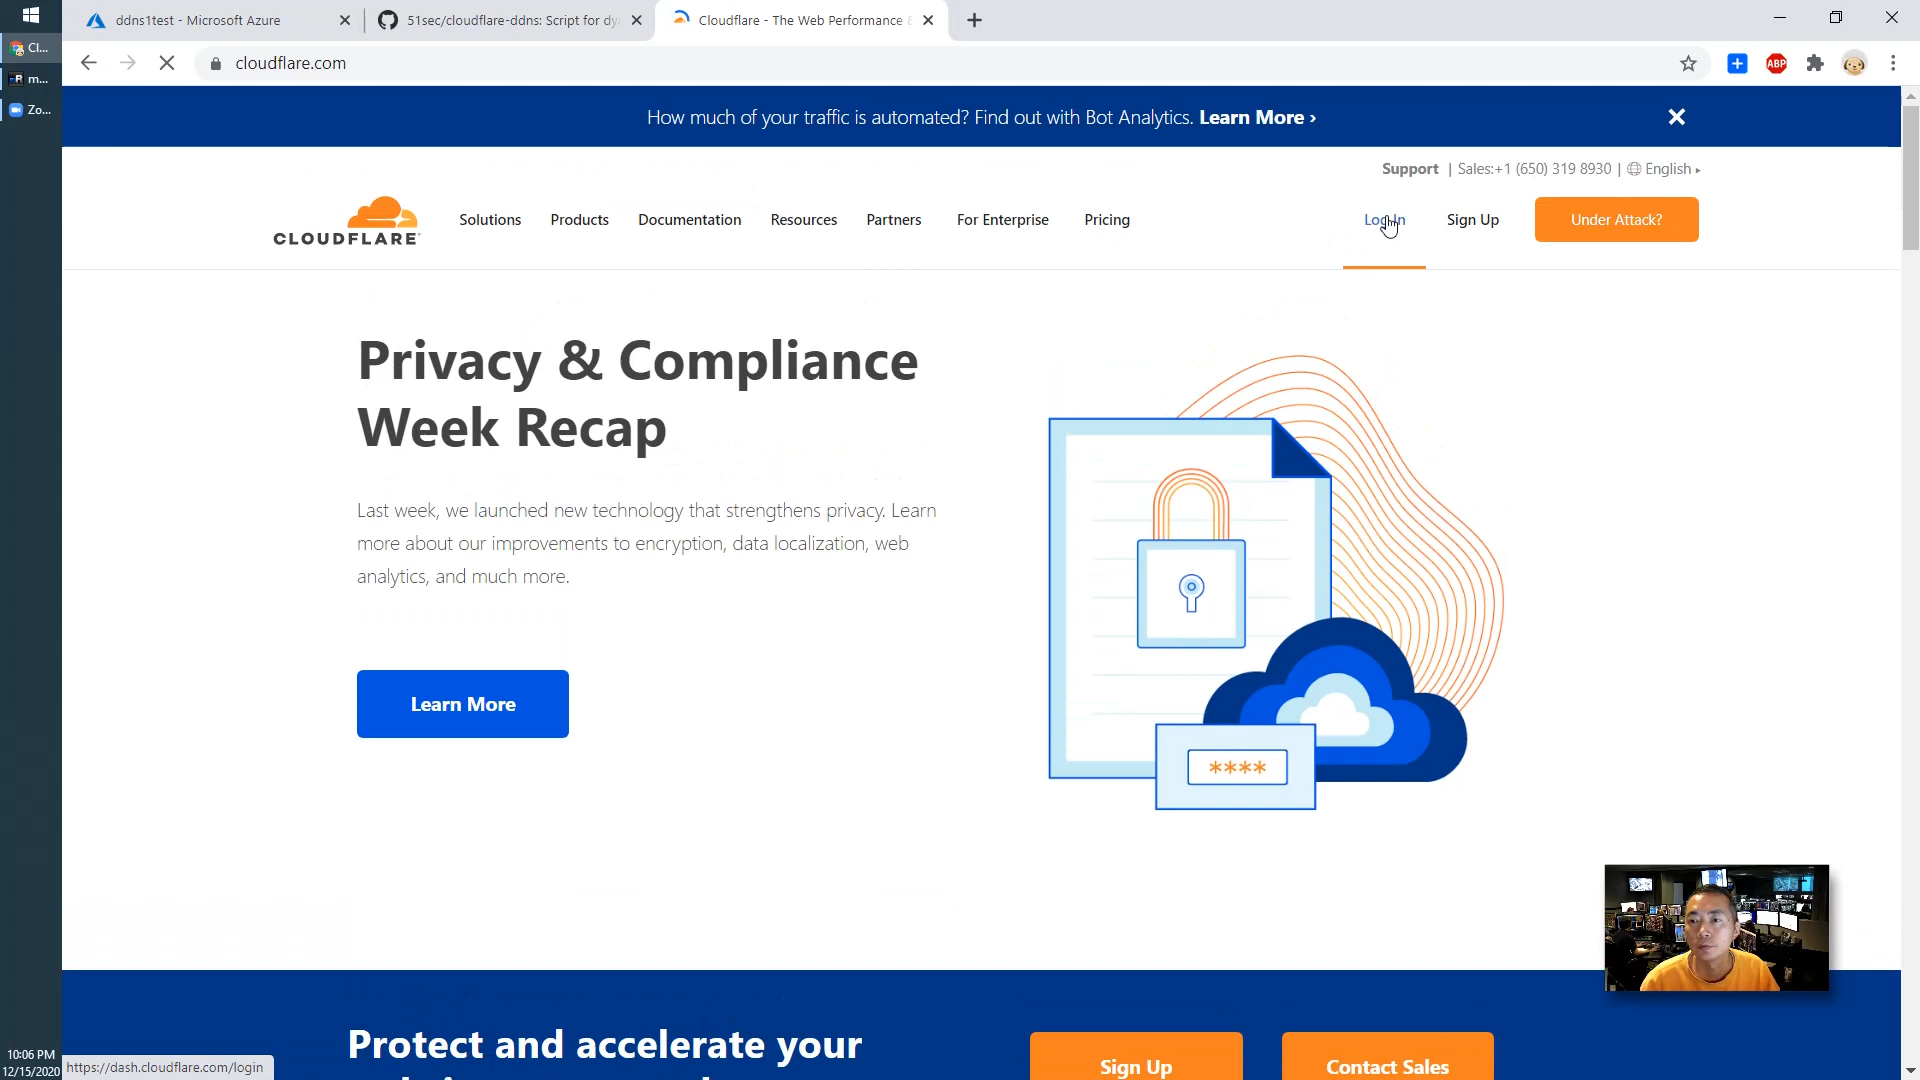 ddns1test - Microsoft Azure
51sec/cloudflare-ddns: Script for dy
Cloudflare - The Web Performance &
Cl...
m...
Zo...
cloudflare.com
ABP
How much of your traffic is automated? Find out with Bot Analytics. Learn More ›
Support | Sales:+1 (650) 319 8930 | English ▸
CLOUDFLARE
Solutions Products Documentation Resources Partners For Enterprise Pricing Log In Sign Up Under Attack?
Privacy & Compliance
Week Recap
Last week, we launched new technology that strengthens privacy. Learn
more about our improvements to encryption, data localization, web
analytics, and much more.
Learn More
****
Protect and accelerate your
Sign Up
Contact Sales
10:06 PM
12/15/2020
https://dash.cloudflare.com/login